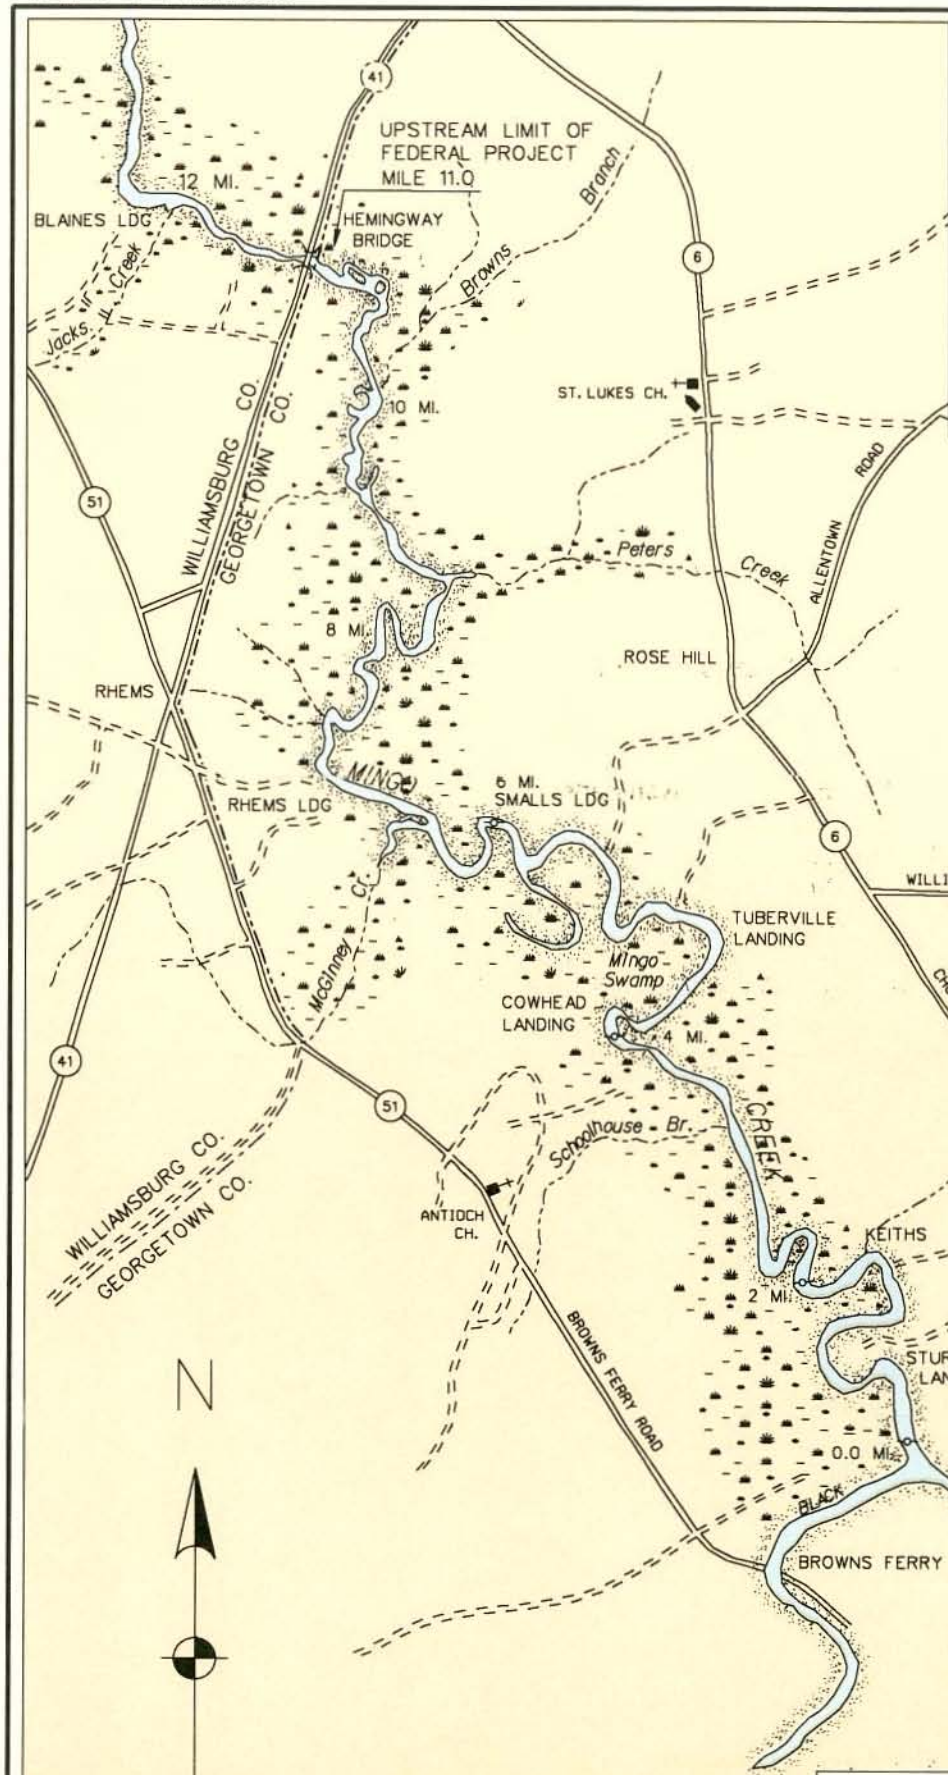 41
UPSTREAM LIMIT OF
FEDERAL PROJECT
MILE 11.0
12 MI.
BLAINES LDG
HEMINGWAY
BRIDGE
Browns Branch
6
Jacks Creek
ST. LUKES CH.
10 MI.
WILLIAMSBURG CO.
GEORGETOWN CO.
51
ALLENTOWN ROAD
Peters Creek
8 MI.
ROSE HILL
RHEMS
MINGO
6 MI.
SMALLS LDG
RHEMS LDG
6
McGinney Cr.
WILLI
TUBERVILLE
LANDING
Mingo
Swamp
COWHEAD
LANDING
4 MI.
41
51
CREEK
Schoolhouse Br.
WILLIAMSBURG CO.
GEORGETOWN CO.
ANTIOCH
CH.
KEITHS
2 MI.
BROWNS FERRY ROAD
N
LAN
0.0 MI.
BLACK
BROWNS FERRY